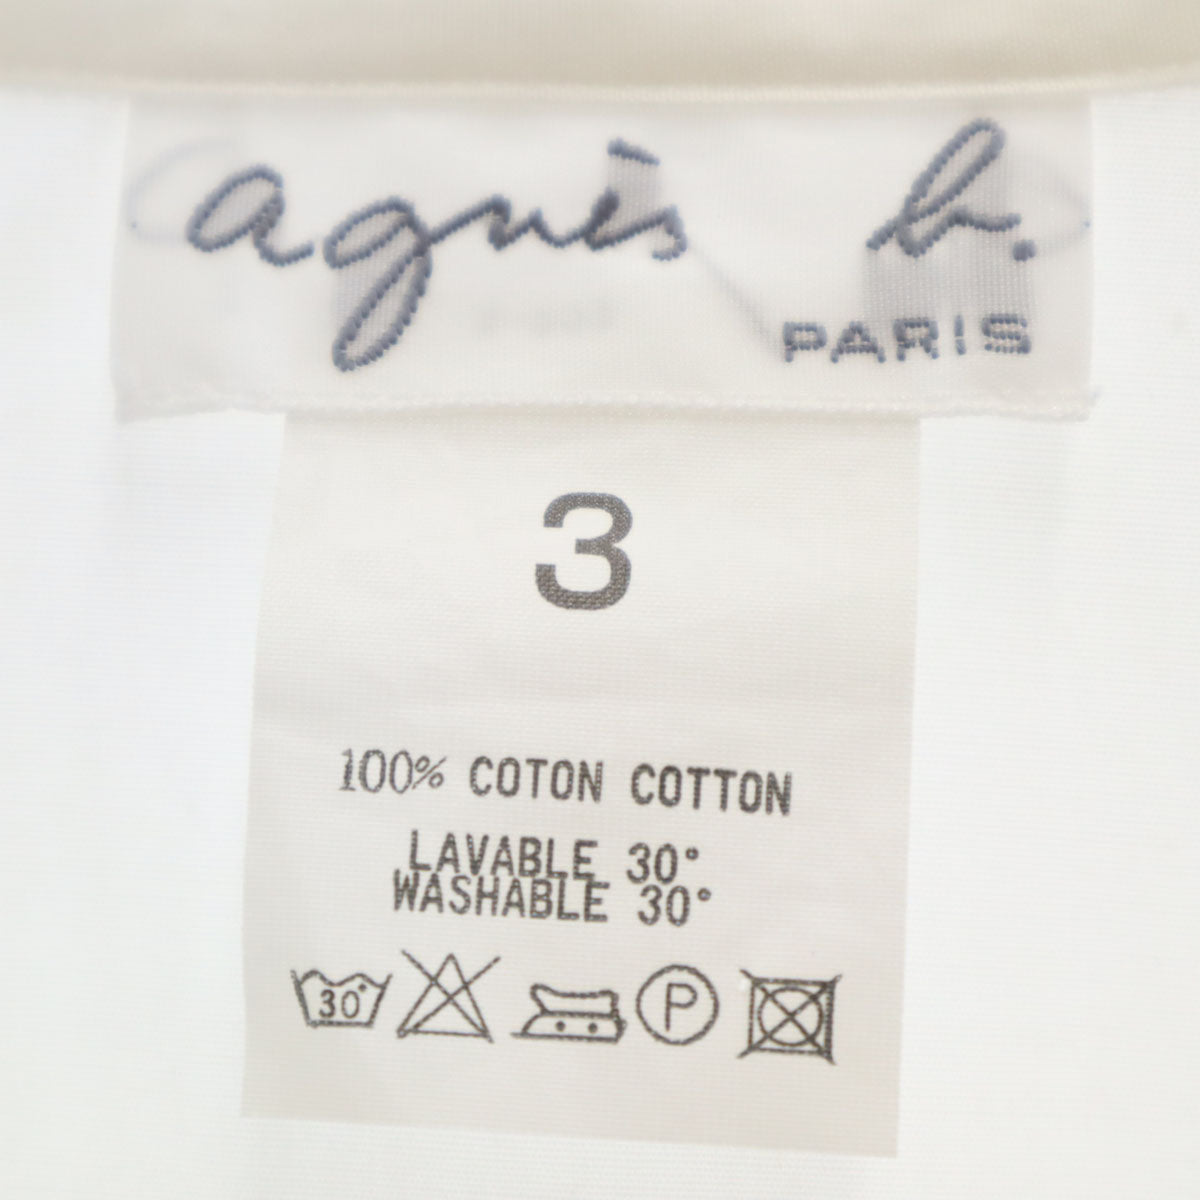 agnès b.
PARIS
3
100% COTON COTTON
LAVABLE 30°
WASHABLE 30°
30° P